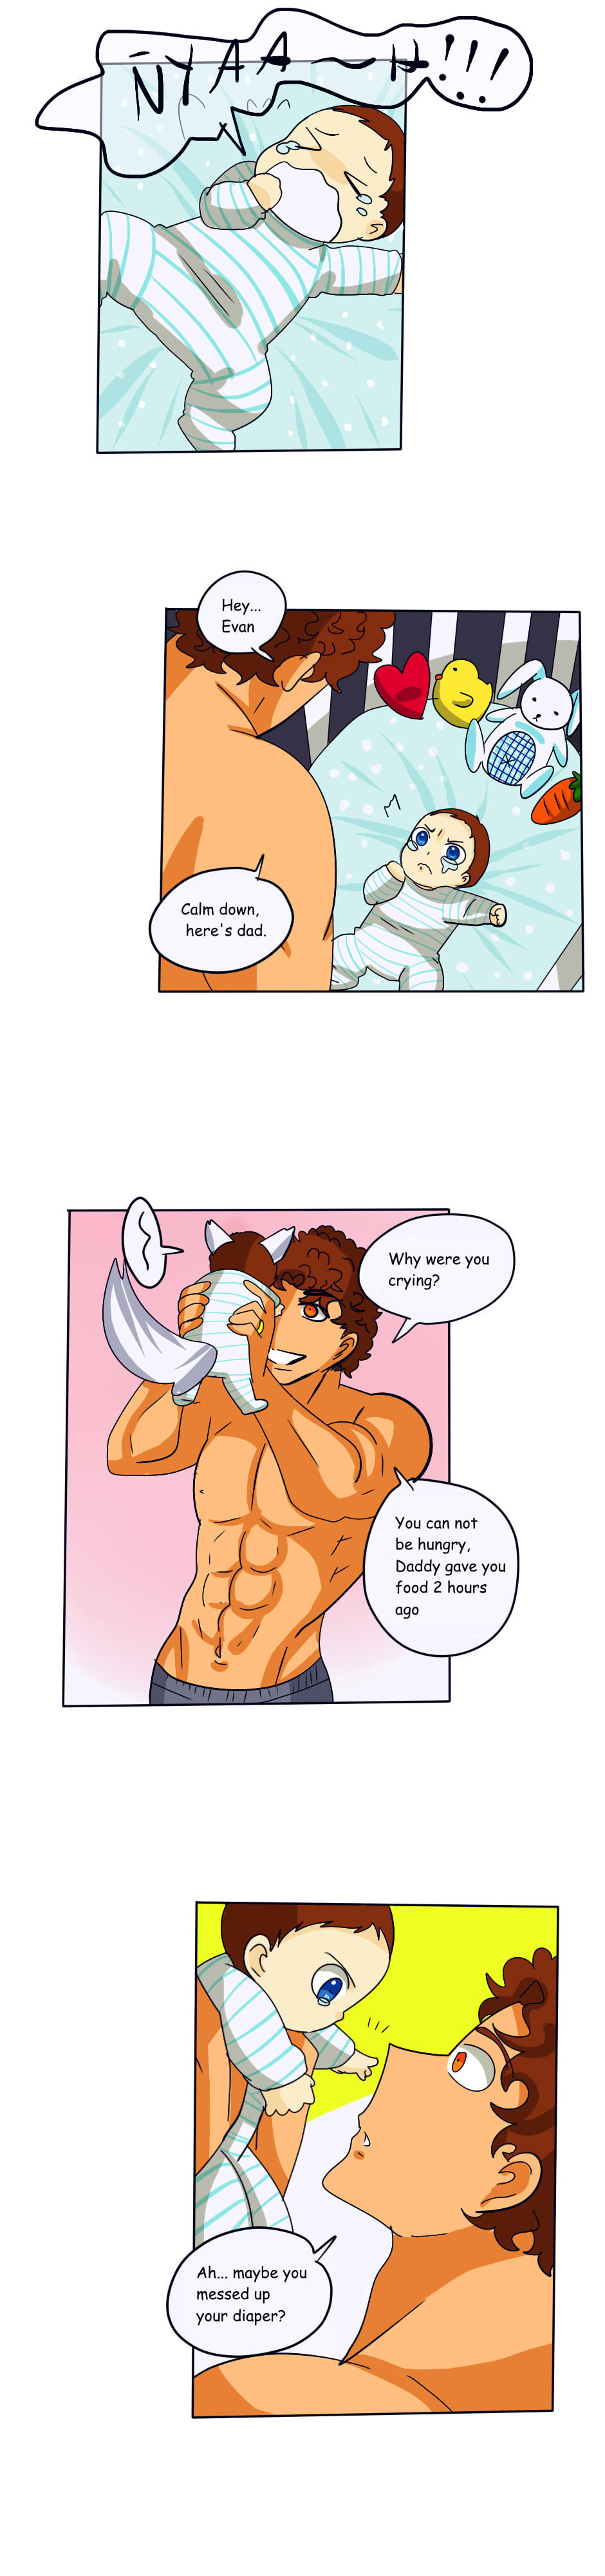 NYAA~H!!!
Hey...
Evan
Calm down,
here's dad.
Why were you
crying?
You can not
be hungry,
Daddy gave you
food 2 hours
ago
Ah... maybe you
messed up
your diaper?